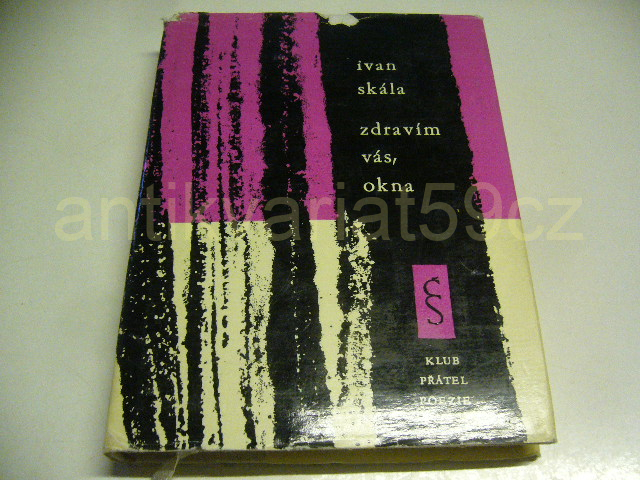 ivan
skála
zdravím
vás,
okna
antikvariat59cz
KLUB
PŘÁTEL
POEZIE